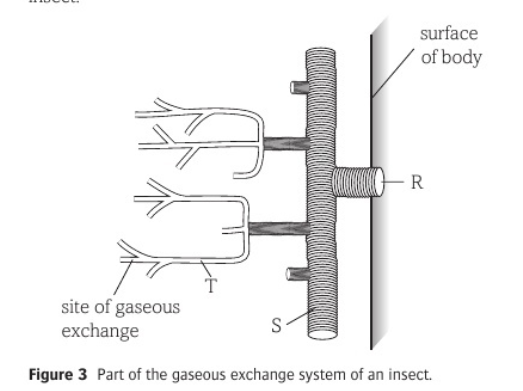 insect.
surface
of body
R
T
site of gaseous
exchange
S
Figure 3 Part of the gaseous exchange system of an insect.